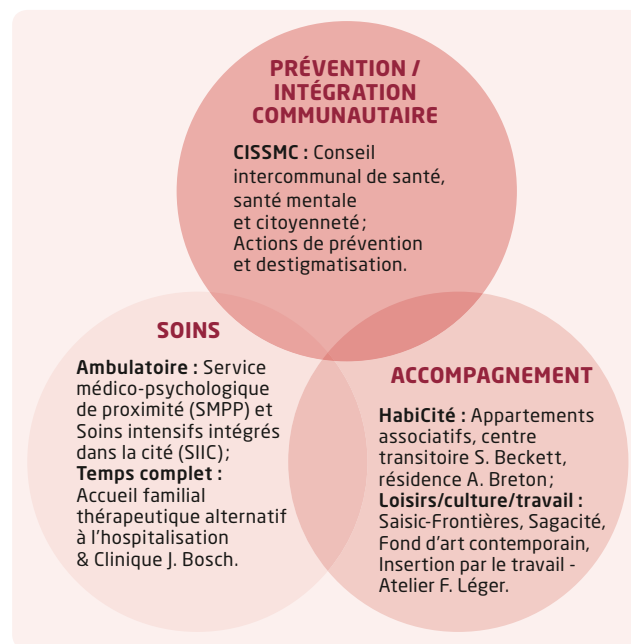 PRÉVENTION /
INTÉGRATION
COMMUNAUTAIRE
CISSMC : Conseil
intercommunal de santé,
santé mentale
et citoyenneté ;
Actions de prévention
et destigmatisation.
SOINS
Ambulatoire : Service
médico-psychologique
de proximité (SMPP) et
Soins intensifs intégrés
dans la cité (SIIC) ;
Temps complet :
Accueil familial
thérapeutique alternatif
à l'hospitalisation
& Clinique J. Bosch.
ACCOMPAGNEMENT
HabiCité : Appartements
associatifs, centre
transitoire S. Beckett,
résidence A. Breton ;
Loisirs/culture/travail :
Saisic-Frontières, Sagacité,
Fond d'art contemporain,
Insertion par le travail -
Atelier F. Léger.